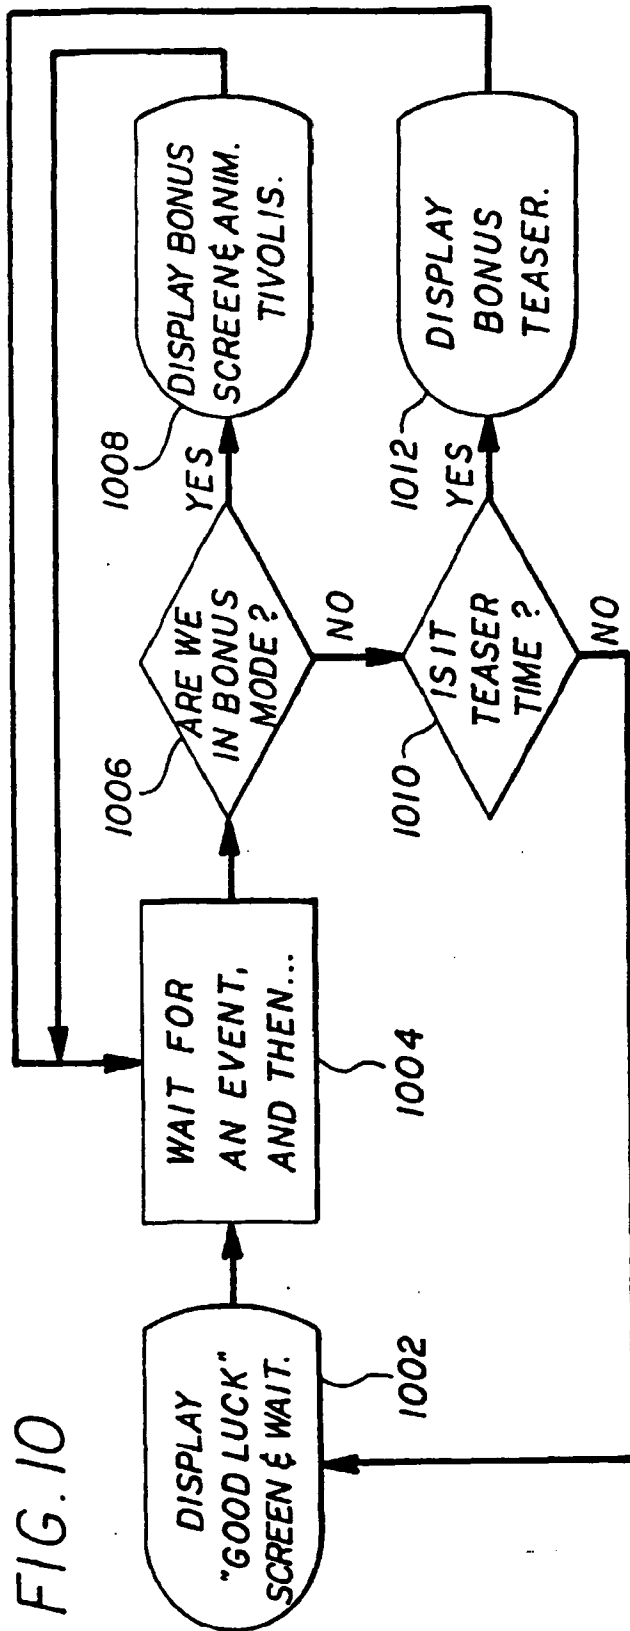 FIG. 10
DISPLAY
"GOOD LUCK"
SCREEN & WAIT.
1002
WAIT FOR
AN EVENT,
AND THEN...
1004
1006
ARE WE
IN BONUS
MODE?
YES
NO
1008
DISPLAY BONUS
SCREEN & ANIM.
TIVOLIS.
1010
IS IT
TEASER
TIME?
YES
NO
1012
DISPLAY
BONUS
TEASER.